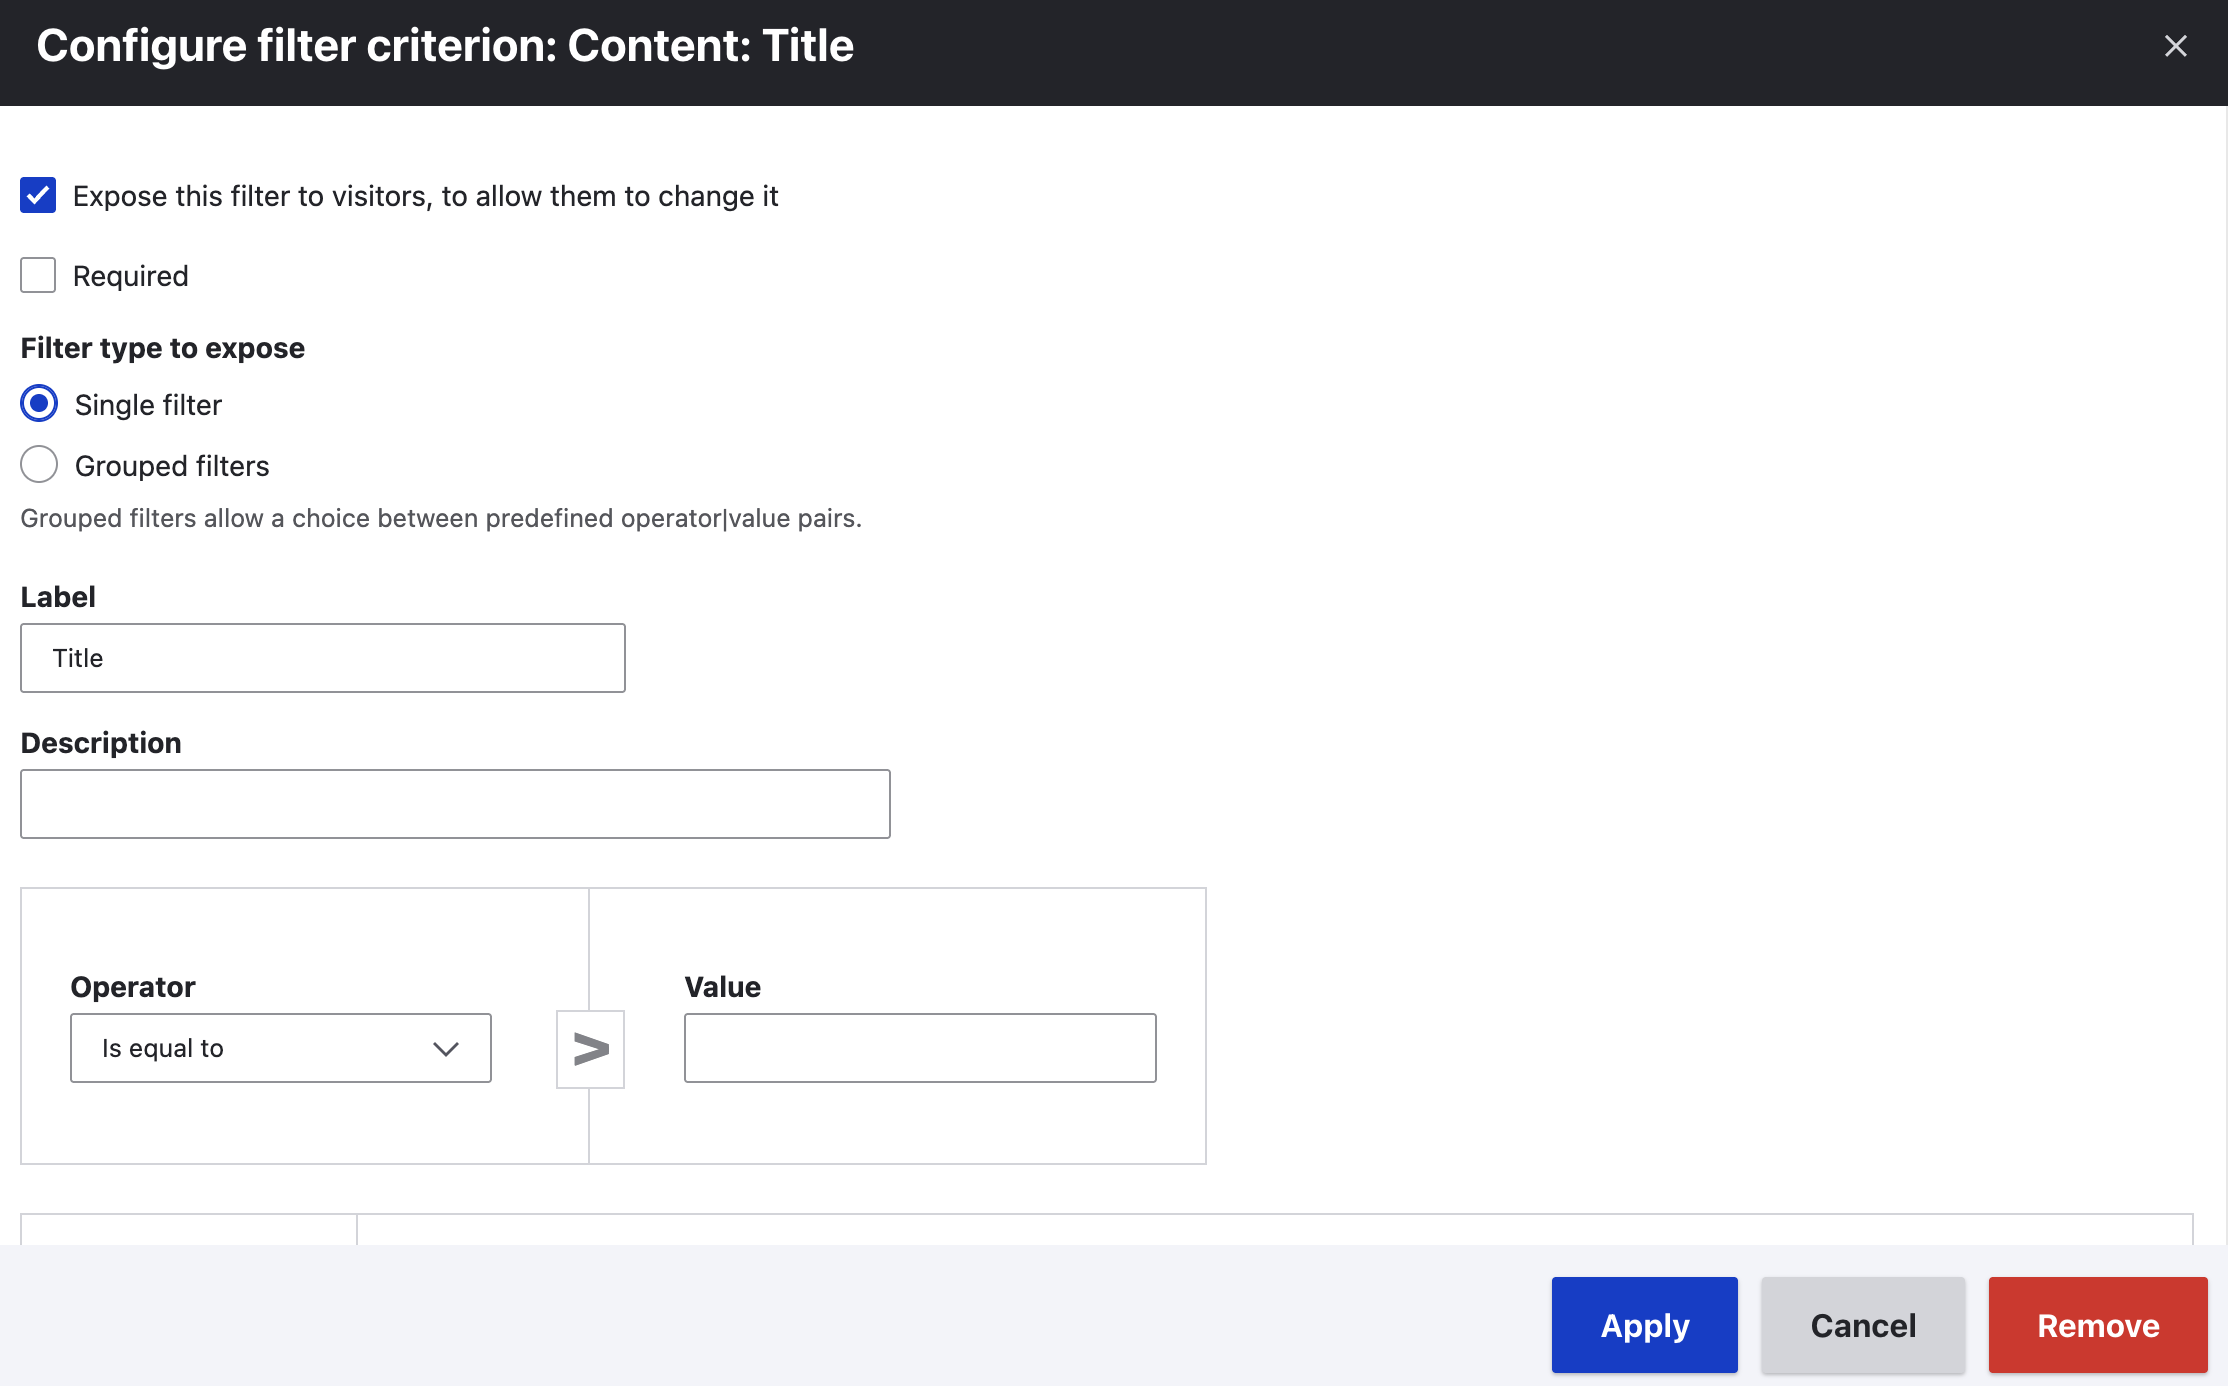 Configure filter criterion: Content: Title
Expose this filter to visitors, to allow them to change it
Required
Filter type to expose
Single filter
Grouped filters
Grouped filters allow a choice between predefined operator|value pairs.
Label
Title
Description
Operator
Value
Is equal to
>
Apply
Cancel
Remove